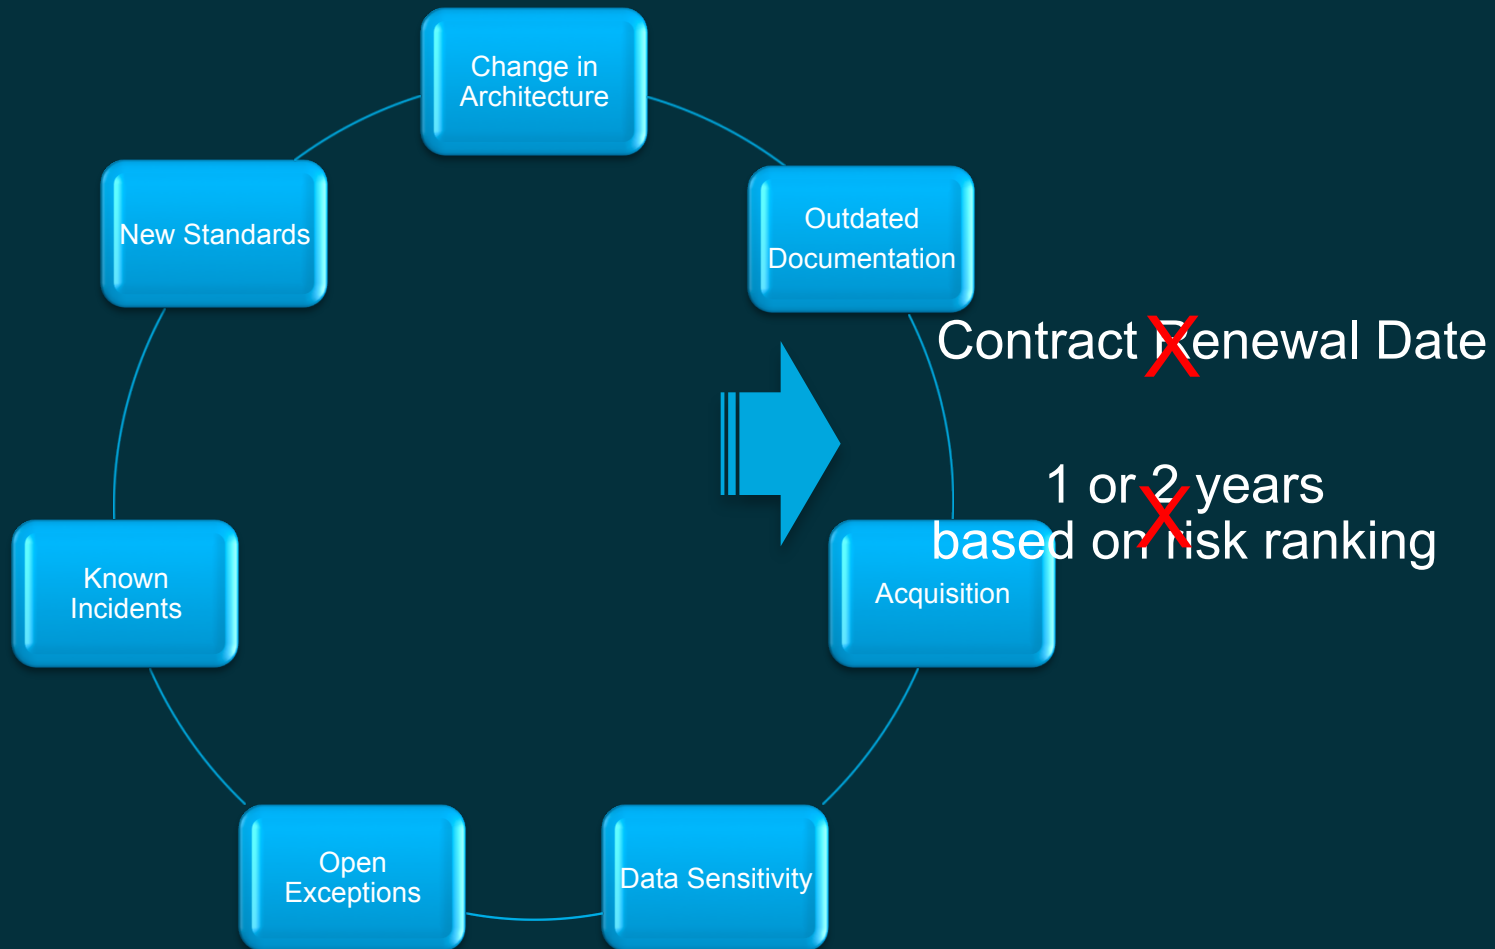 Change in
Architecture
New Standards
Outdated
Documentation
Contract Renewal Date
X
1 or 2 years
based on risk ranking
X
Known
Incidents
Acquisition
Open
Exceptions
Data Sensitivity